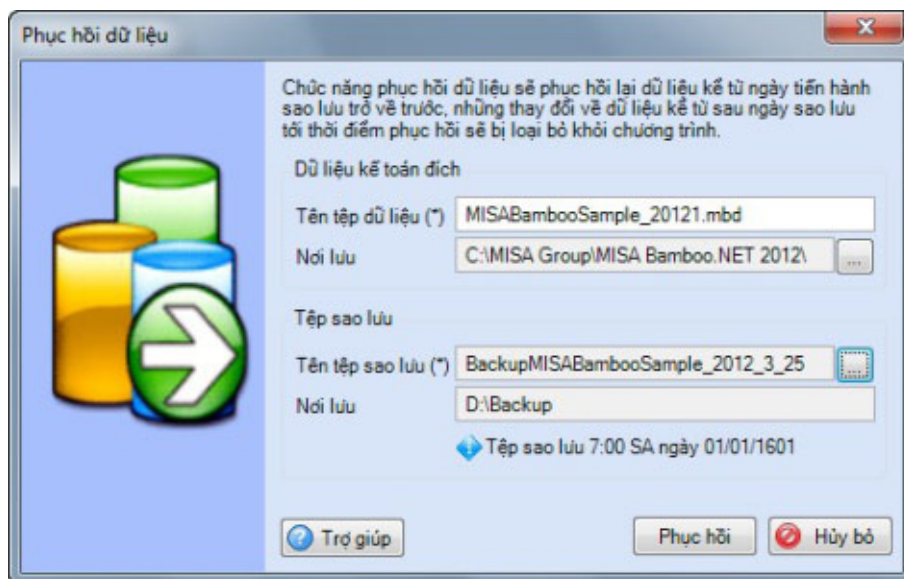 Phục hồi dữ liệu
Chức năng phục hồi dữ liệu sẽ phục hồi lại dữ liệu kể từ ngày tiến hành
sao lưu trở về trước, những thay đổi về dữ liệu kể từ sau ngày sao lưu
tới thời điểm phục hồi sẽ bị loại bỏ khỏi chương trình.
Dữ liệu kế toán đích
Tên tệp dữ liệu (*) MISABambooSample_20121.mbd
Nơi lưu C:\MISA Group\MISA Bamboo.NET 2012\ ...
Tệp sao lưu
Tên tệp sao lưu (*) BackupMISABambooSample_2012_3_25 ...
Nơi lưu D:\Backup
Tệp sao lưu 7:00 SA ngày 01/01/1601
Trợ giúp Phục hồi Hủy bỏ